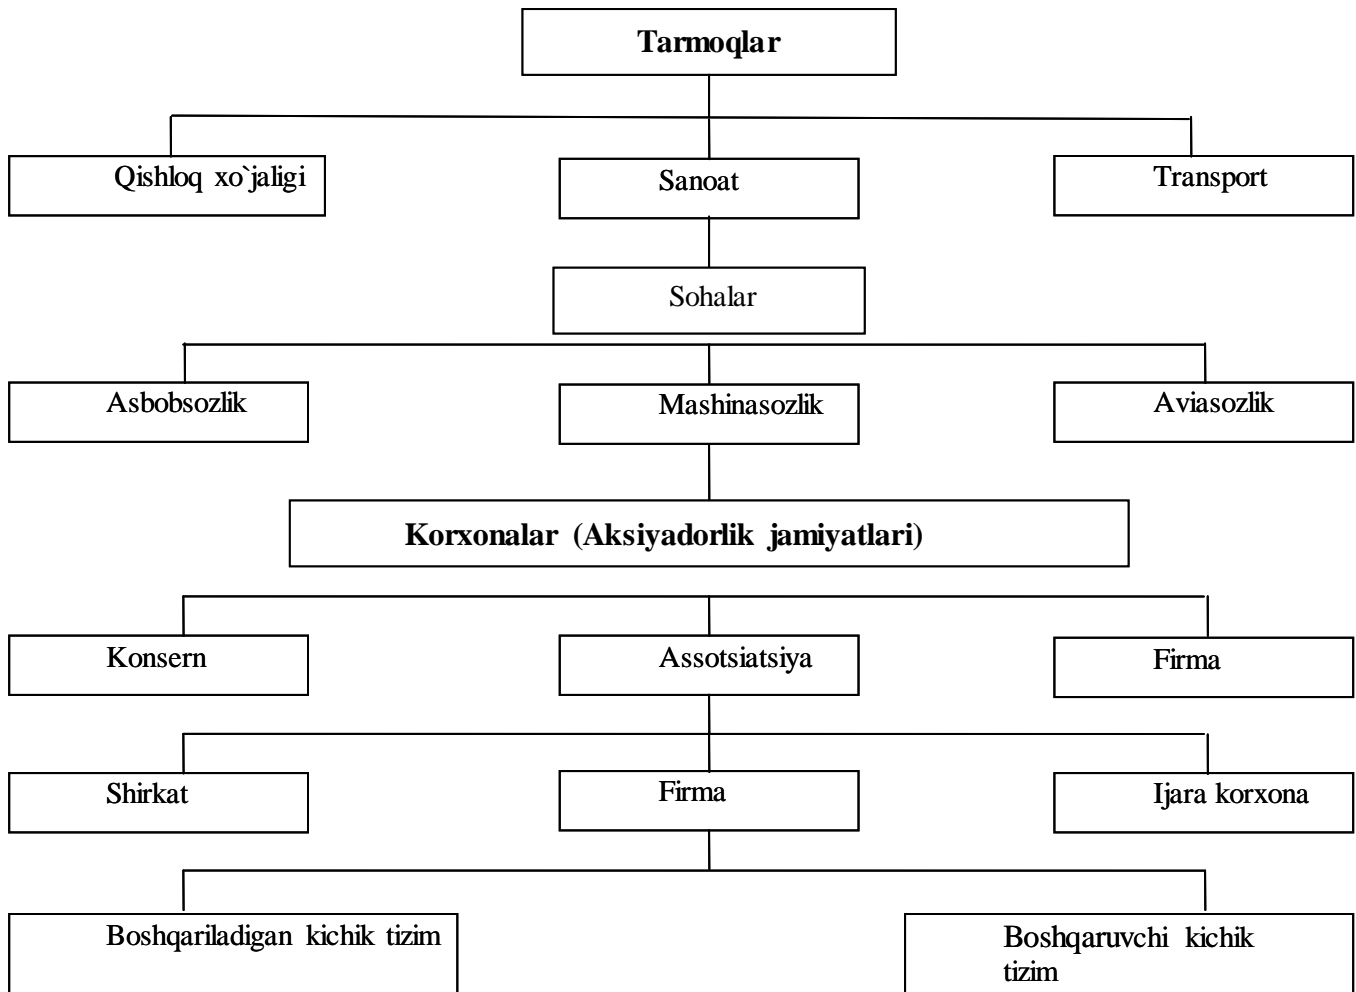 Tarmoqlar
Qishloq xo`jaligi
Sanoat
Transport
Sohalar
Asbobsozlik
Mashinasozlik
Aviasozlik
Korxonalar (Aksiyadorlik jamiyatlari)
Konsern
Assotsiatsiya
Firma
Shirkat
Firma
Ijara korxona
Boshqariladigan kichik tizim
Boshqaruvchi kichik
tizim